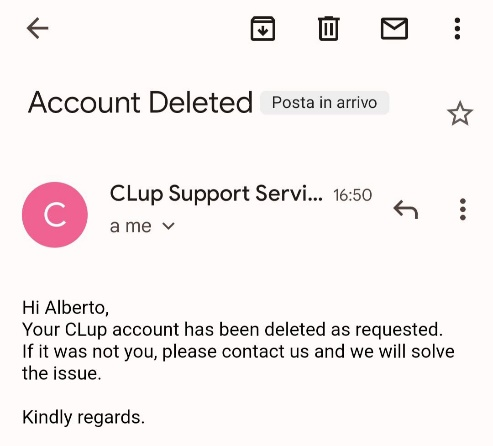 Account Deleted Posta in arrivo
C
CLup Support Servi... 16:50
a me
Hi Alberto,
Your CLup account has been deleted as requested.
If it was not you, please contact us and we will solve
the issue.
Kindly regards.